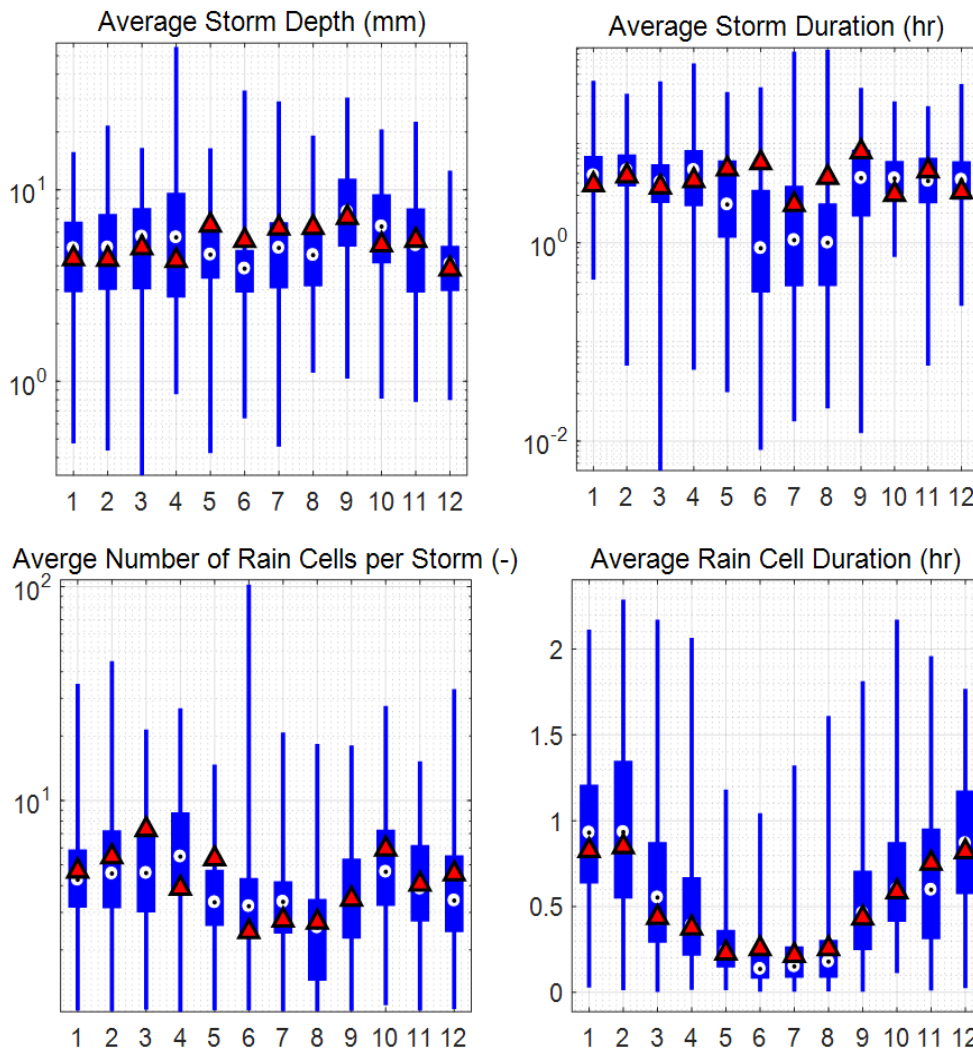 Average Storm Depth (mm)
10^1
10^0
1 2 3 4 5 6 7 8 9 10 11 12
Average Storm Duration (hr)
10^0
10^-2
1 2 3 4 5 6 7 8 9 10 11 12
Averge Number of Rain Cells per Storm (-)
10^2
10^1
1 2 3 4 5 6 7 8 9 10 11 12
Average Rain Cell Duration (hr)
2
1.5
1
0.5
0
1 2 3 4 5 6 7 8 9 10 11 12